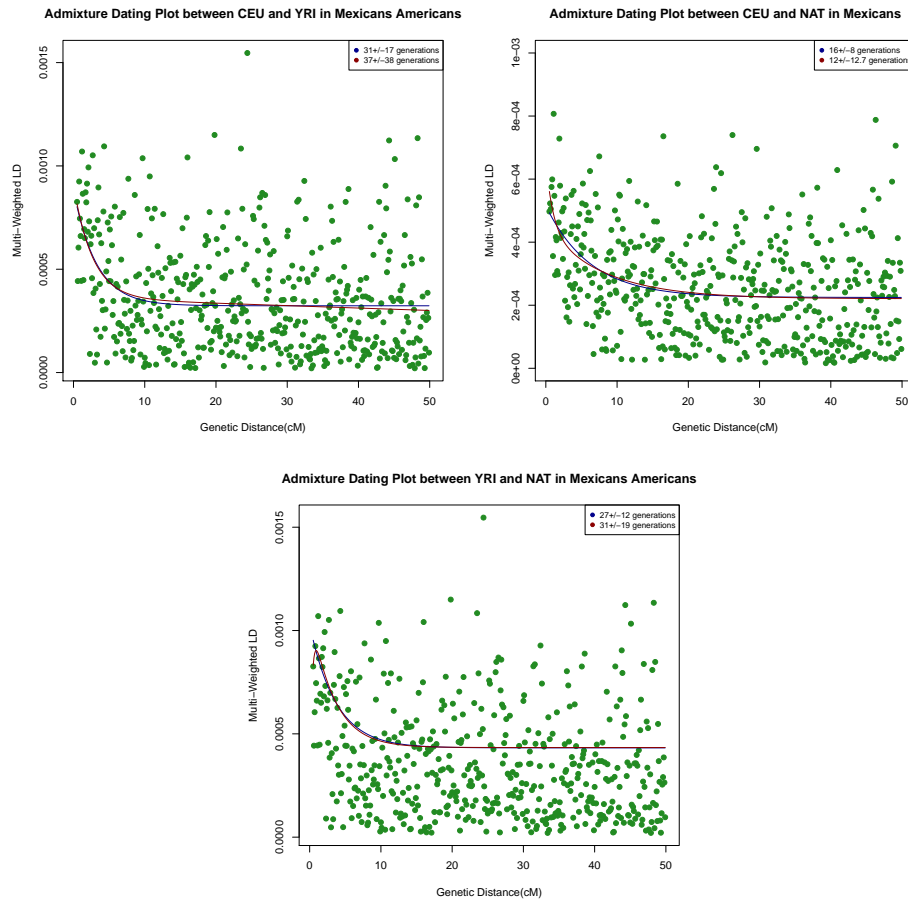 Admixture Dating Plot between CEU and YRI in Mexicans Americans
31+/−17 generations
37+/−38 generations
Multi−Weighted LD
0.0015
0.0010
0.0005
0.0000
0 10 20 30 40 50
Genetic Distance(cM)
Admixture Dating Plot between CEU and NAT in Mexicans
16+/−8 generations
12+/−12.7 generations
Multi−Weighted LD
1e−03
8e−04
6e−04
4e−04
2e−04
0e+00
0 10 20 30 40 50
Genetic Distance(cM)
Admixture Dating Plot between YRI and NAT in Mexicans Americans
27+/−12 generations
31+/−19 generations
Multi−Weighted LD
0.0015
0.0010
0.0005
0.0000
0 10 20 30 40 50
Genetic Distance(cM)